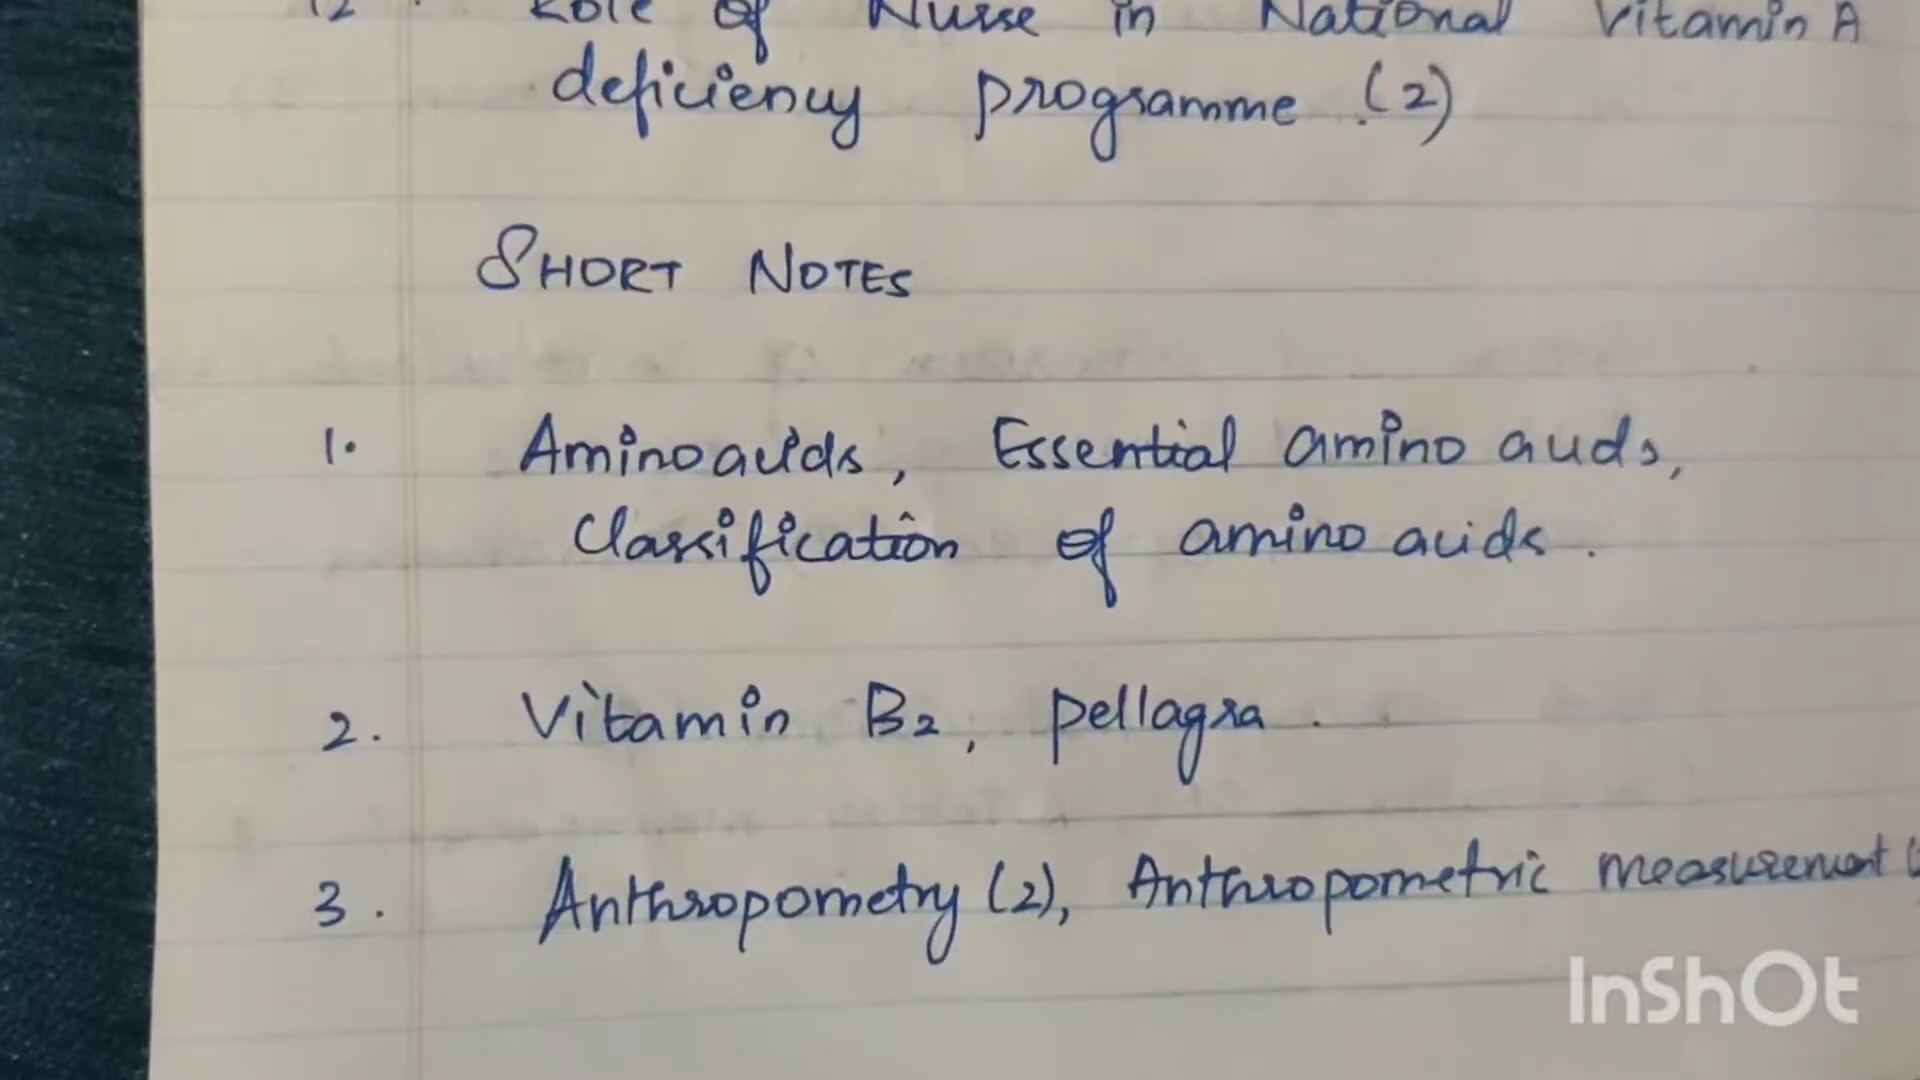 12. Role of Nurse in National Vitamin A
deficiency programme (2)
SHORT NOTES
1. Aminoacids, Essential amino acids,
Classification of amino acids.
2. Vitamin B2, pellagra.
3. Anthropometry (2), Anthropometric measurement
InShOt